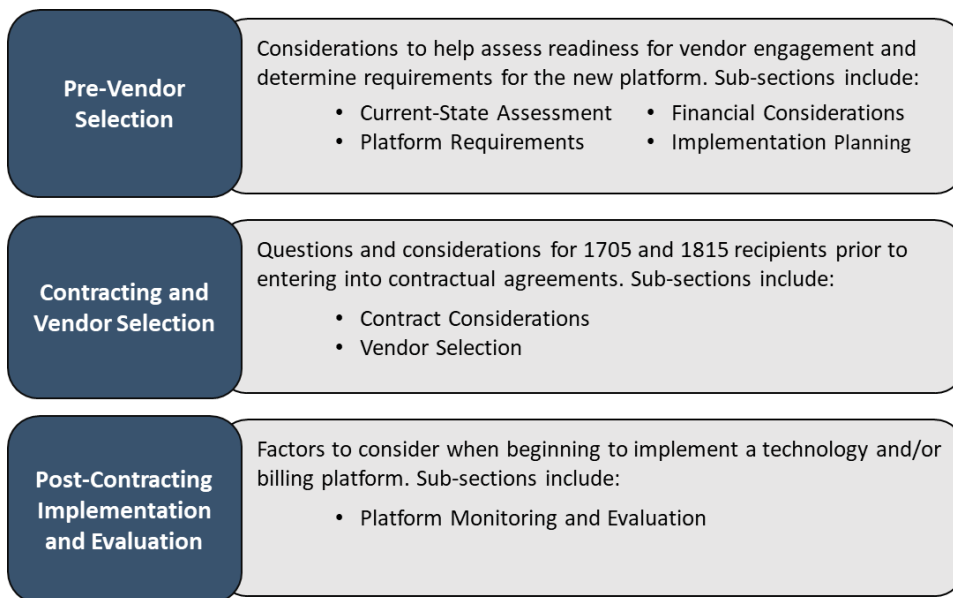 Pre-Vendor
Selection
Considerations to help assess readiness for vendor engagement and
determine requirements for the new platform. Sub-sections include:
• Current-State Assessment
• Platform Requirements
• Financial Considerations
• Implementation Planning
Contracting and
Vendor Selection
Questions and considerations for 1705 and 1815 recipients prior to
entering into contractual agreements. Sub-sections include:
• Contract Considerations
• Vendor Selection
Post-Contracting
Implementation
and Evaluation
Factors to consider when beginning to implement a technology and/or
billing platform. Sub-sections include:
• Platform Monitoring and Evaluation